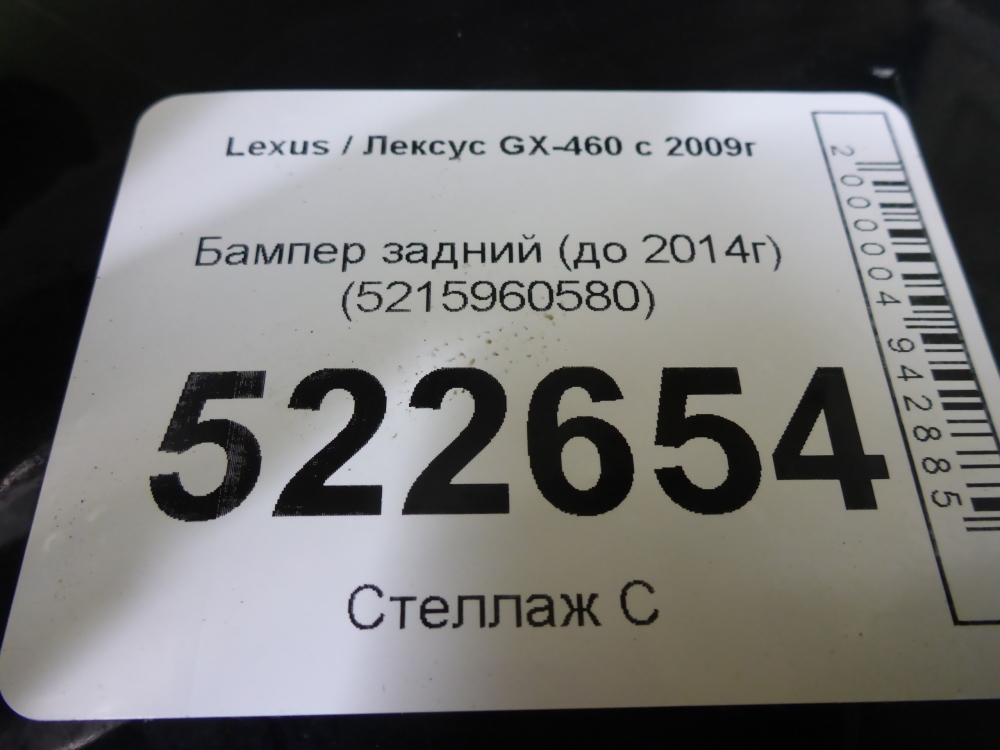 Lexus / Лексус GX-460 с 2009г
Бампер задний (до 2014г)
(5215960580)
522654
Стеллаж С
2000004942885